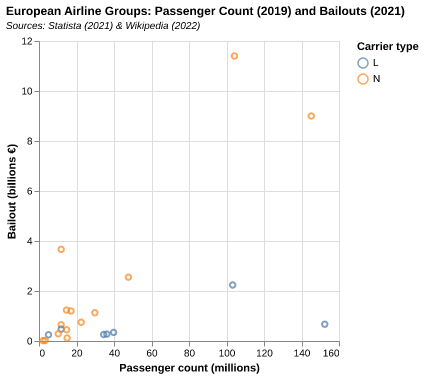 European Airline Groups: Passenger Count (2019) and Bailouts (2021)
Sources: Statista (2021) & Wikipedia (2022)
Carrier type
L
N
Bailout (billions €)
12
10
8
6
4
2
0
0 20 40 60 80 100 120 140 160
Passenger count (millions)